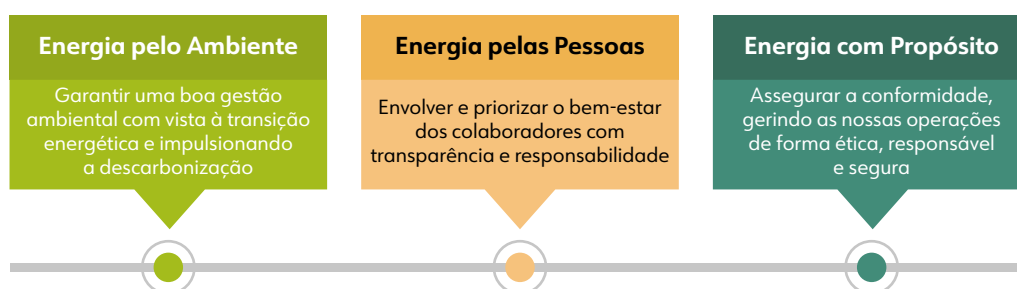 Energia pelo Ambiente
Garantir uma boa gestão
ambiental com vista à transição
energética e impulsionando
a descarbonização
Energia pelas Pessoas
Envolver e priorizar o bem-estar
dos colaboradores com
transparência e responsabilidade
Energia com Propósito
Assegurar a conformidade,
gerindo as nossas operações
de forma ética, responsável
e segura